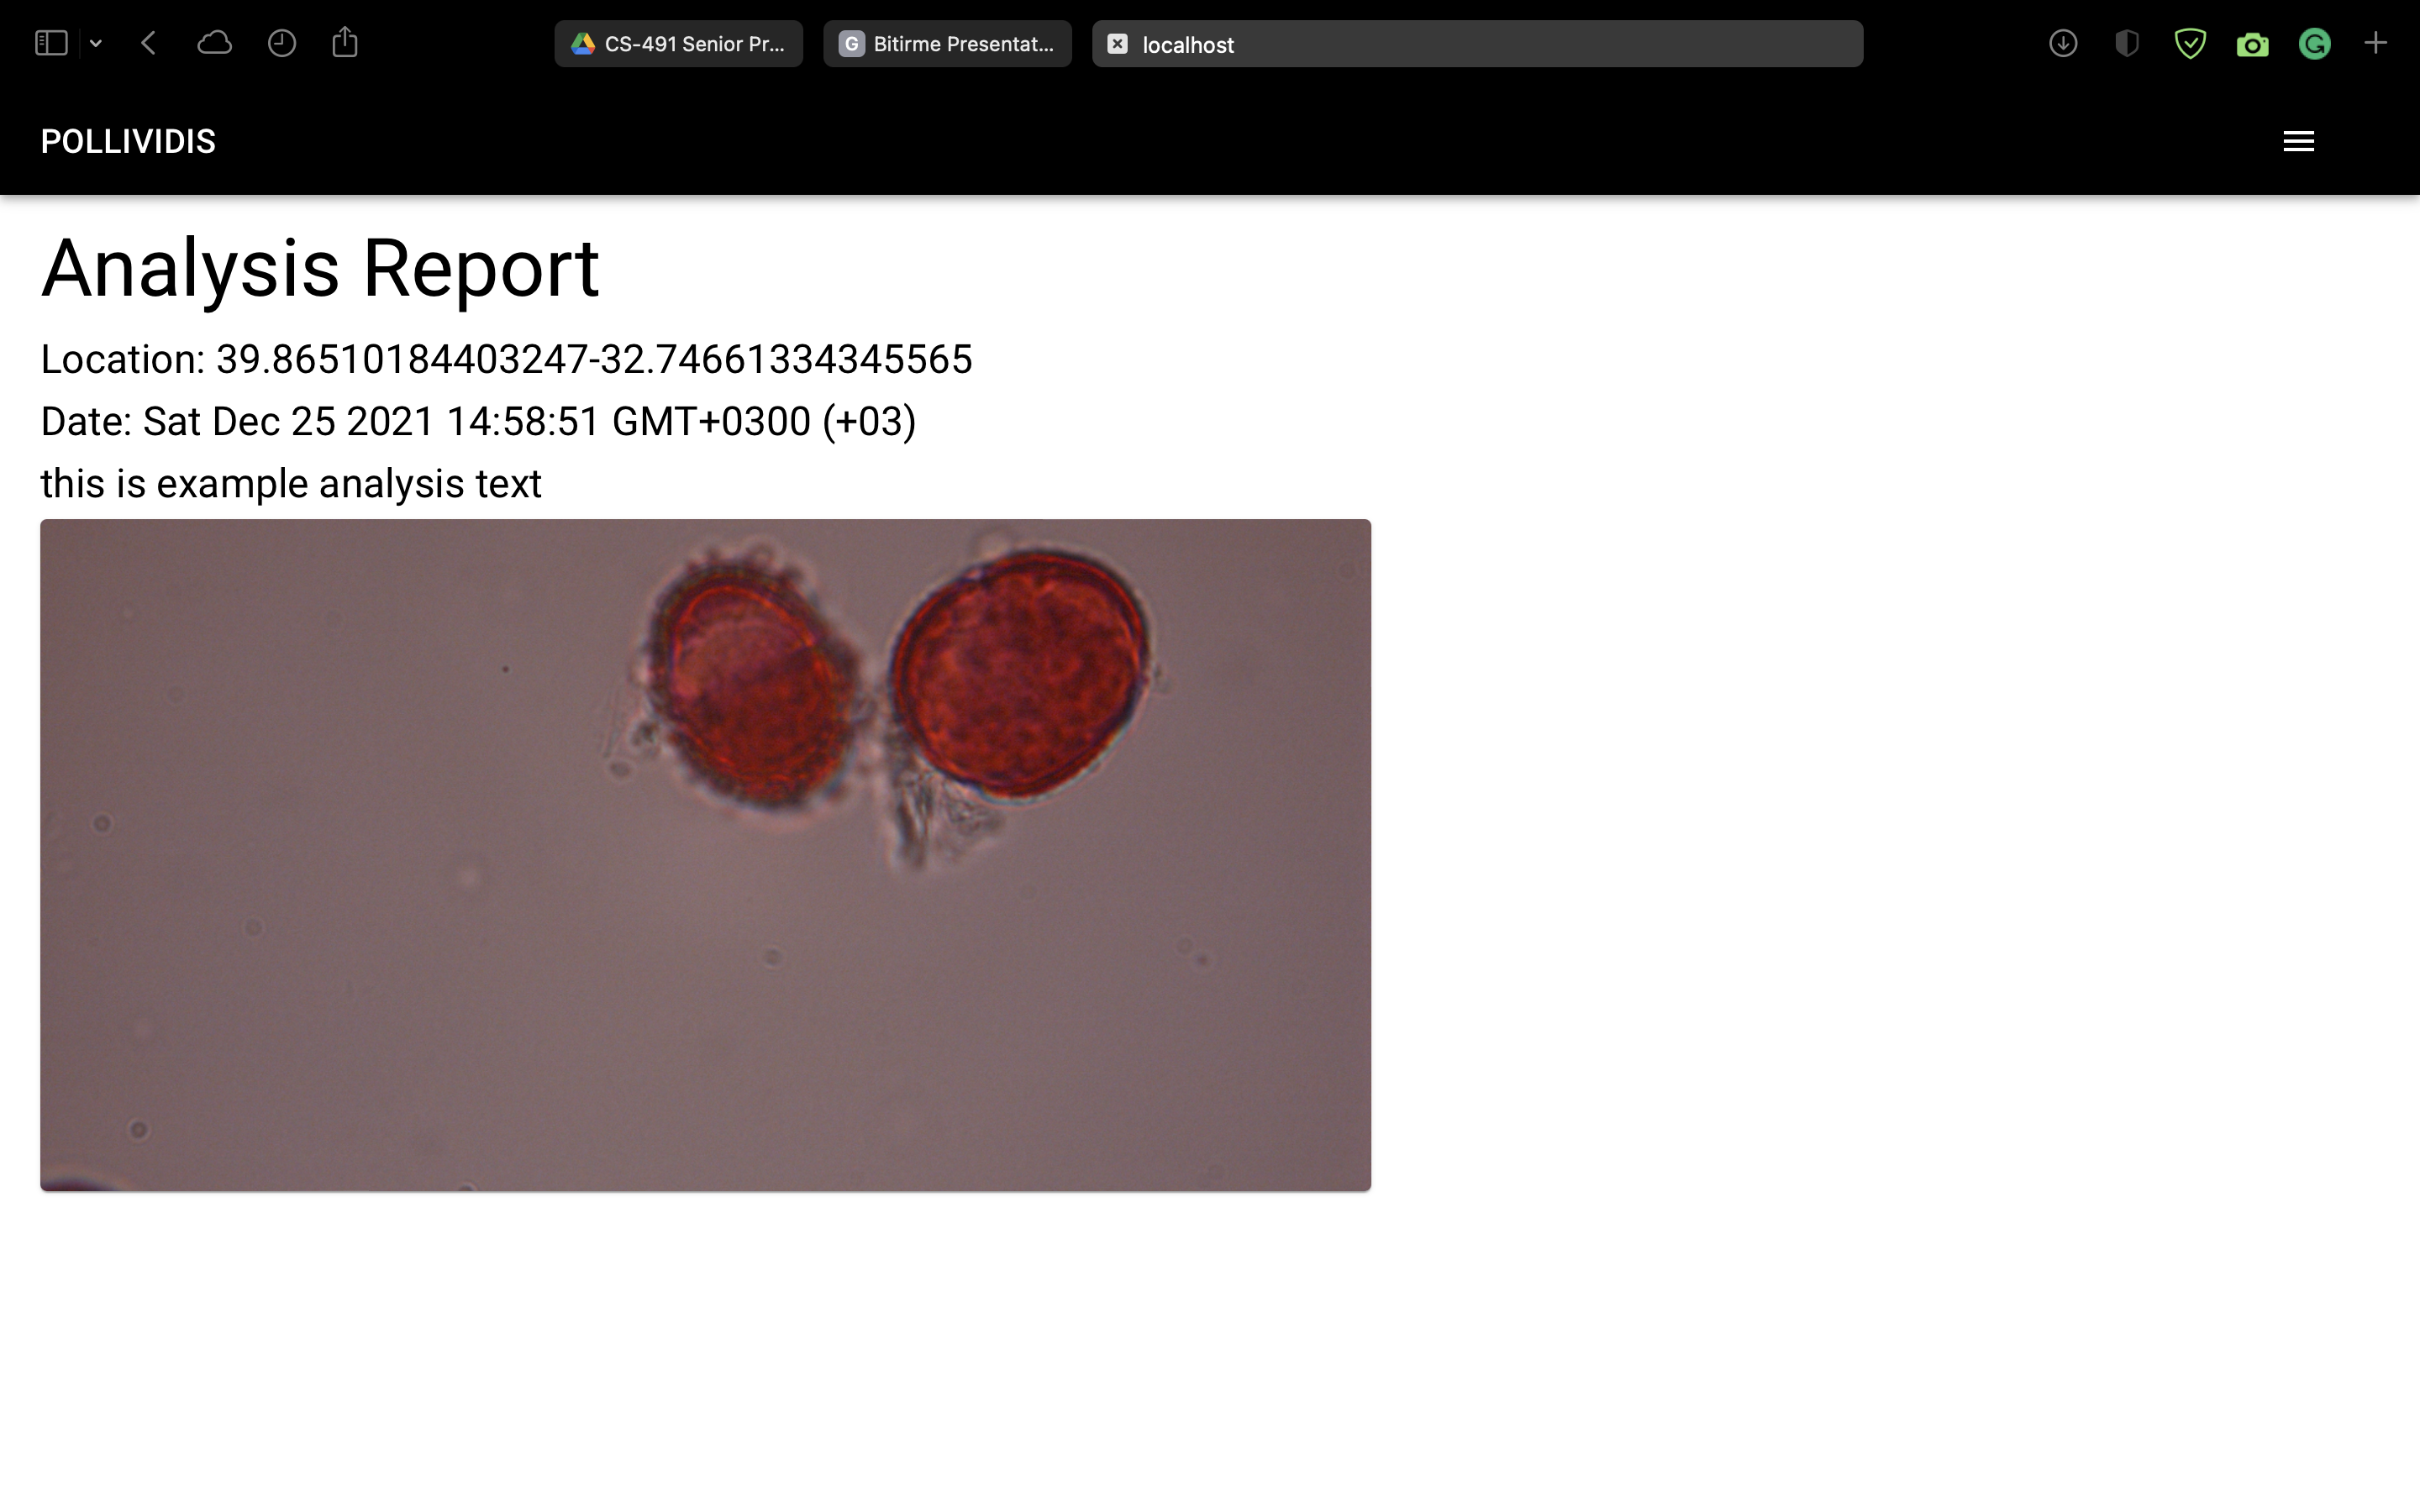 CS-491 Senior Pr...
G Bitirme Presentat...
localhost
POLLIVIDIS
Analysis Report
Location: 39.86510184403247-32.74661334345565
Date: Sat Dec 25 2021 14:58:51 GMT+0300 (+03)
this is example analysis text